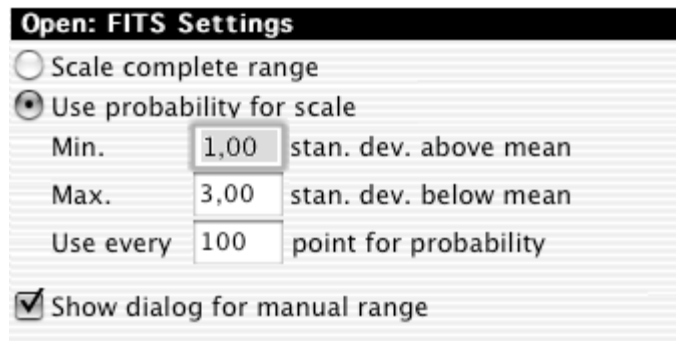 Open: FITS Settings
Scale complete range
Use probability for scale
Min. 1,00 stan. dev. above mean
Max. 3,00 stan. dev. below mean
Use every 100 point for probability
Show dialog for manual range